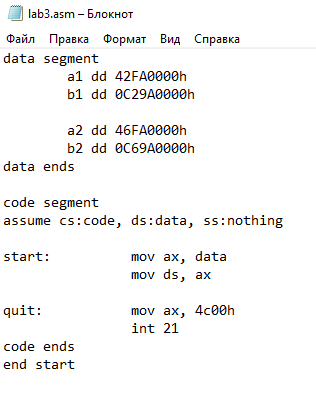 lab3.asm – Блокнот
Файл Правка Формат Вид Справка
data segment
a1 dd 42FA0000h
b1 dd 0C29A0000h
a2 dd 46FA0000h
b2 dd 0C69A0000h
data ends
code segment
assume cs:code, ds:data, ss:nothing
start: mov ax, data
mov ds, ax
quit: mov ax, 4c00h
int 21
code ends
end start